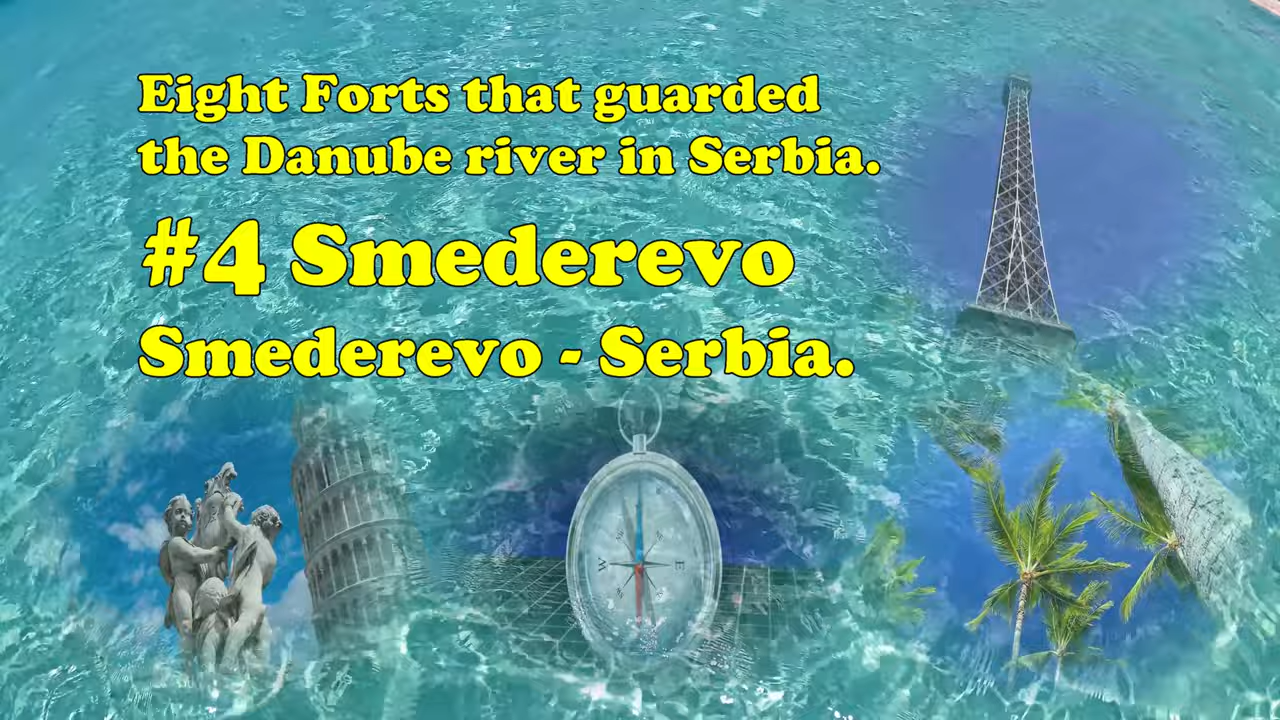 Eight Forts that guarded
the Danube river in Serbia.
#4 Smederevo
Smederevo - Serbia.
W
E